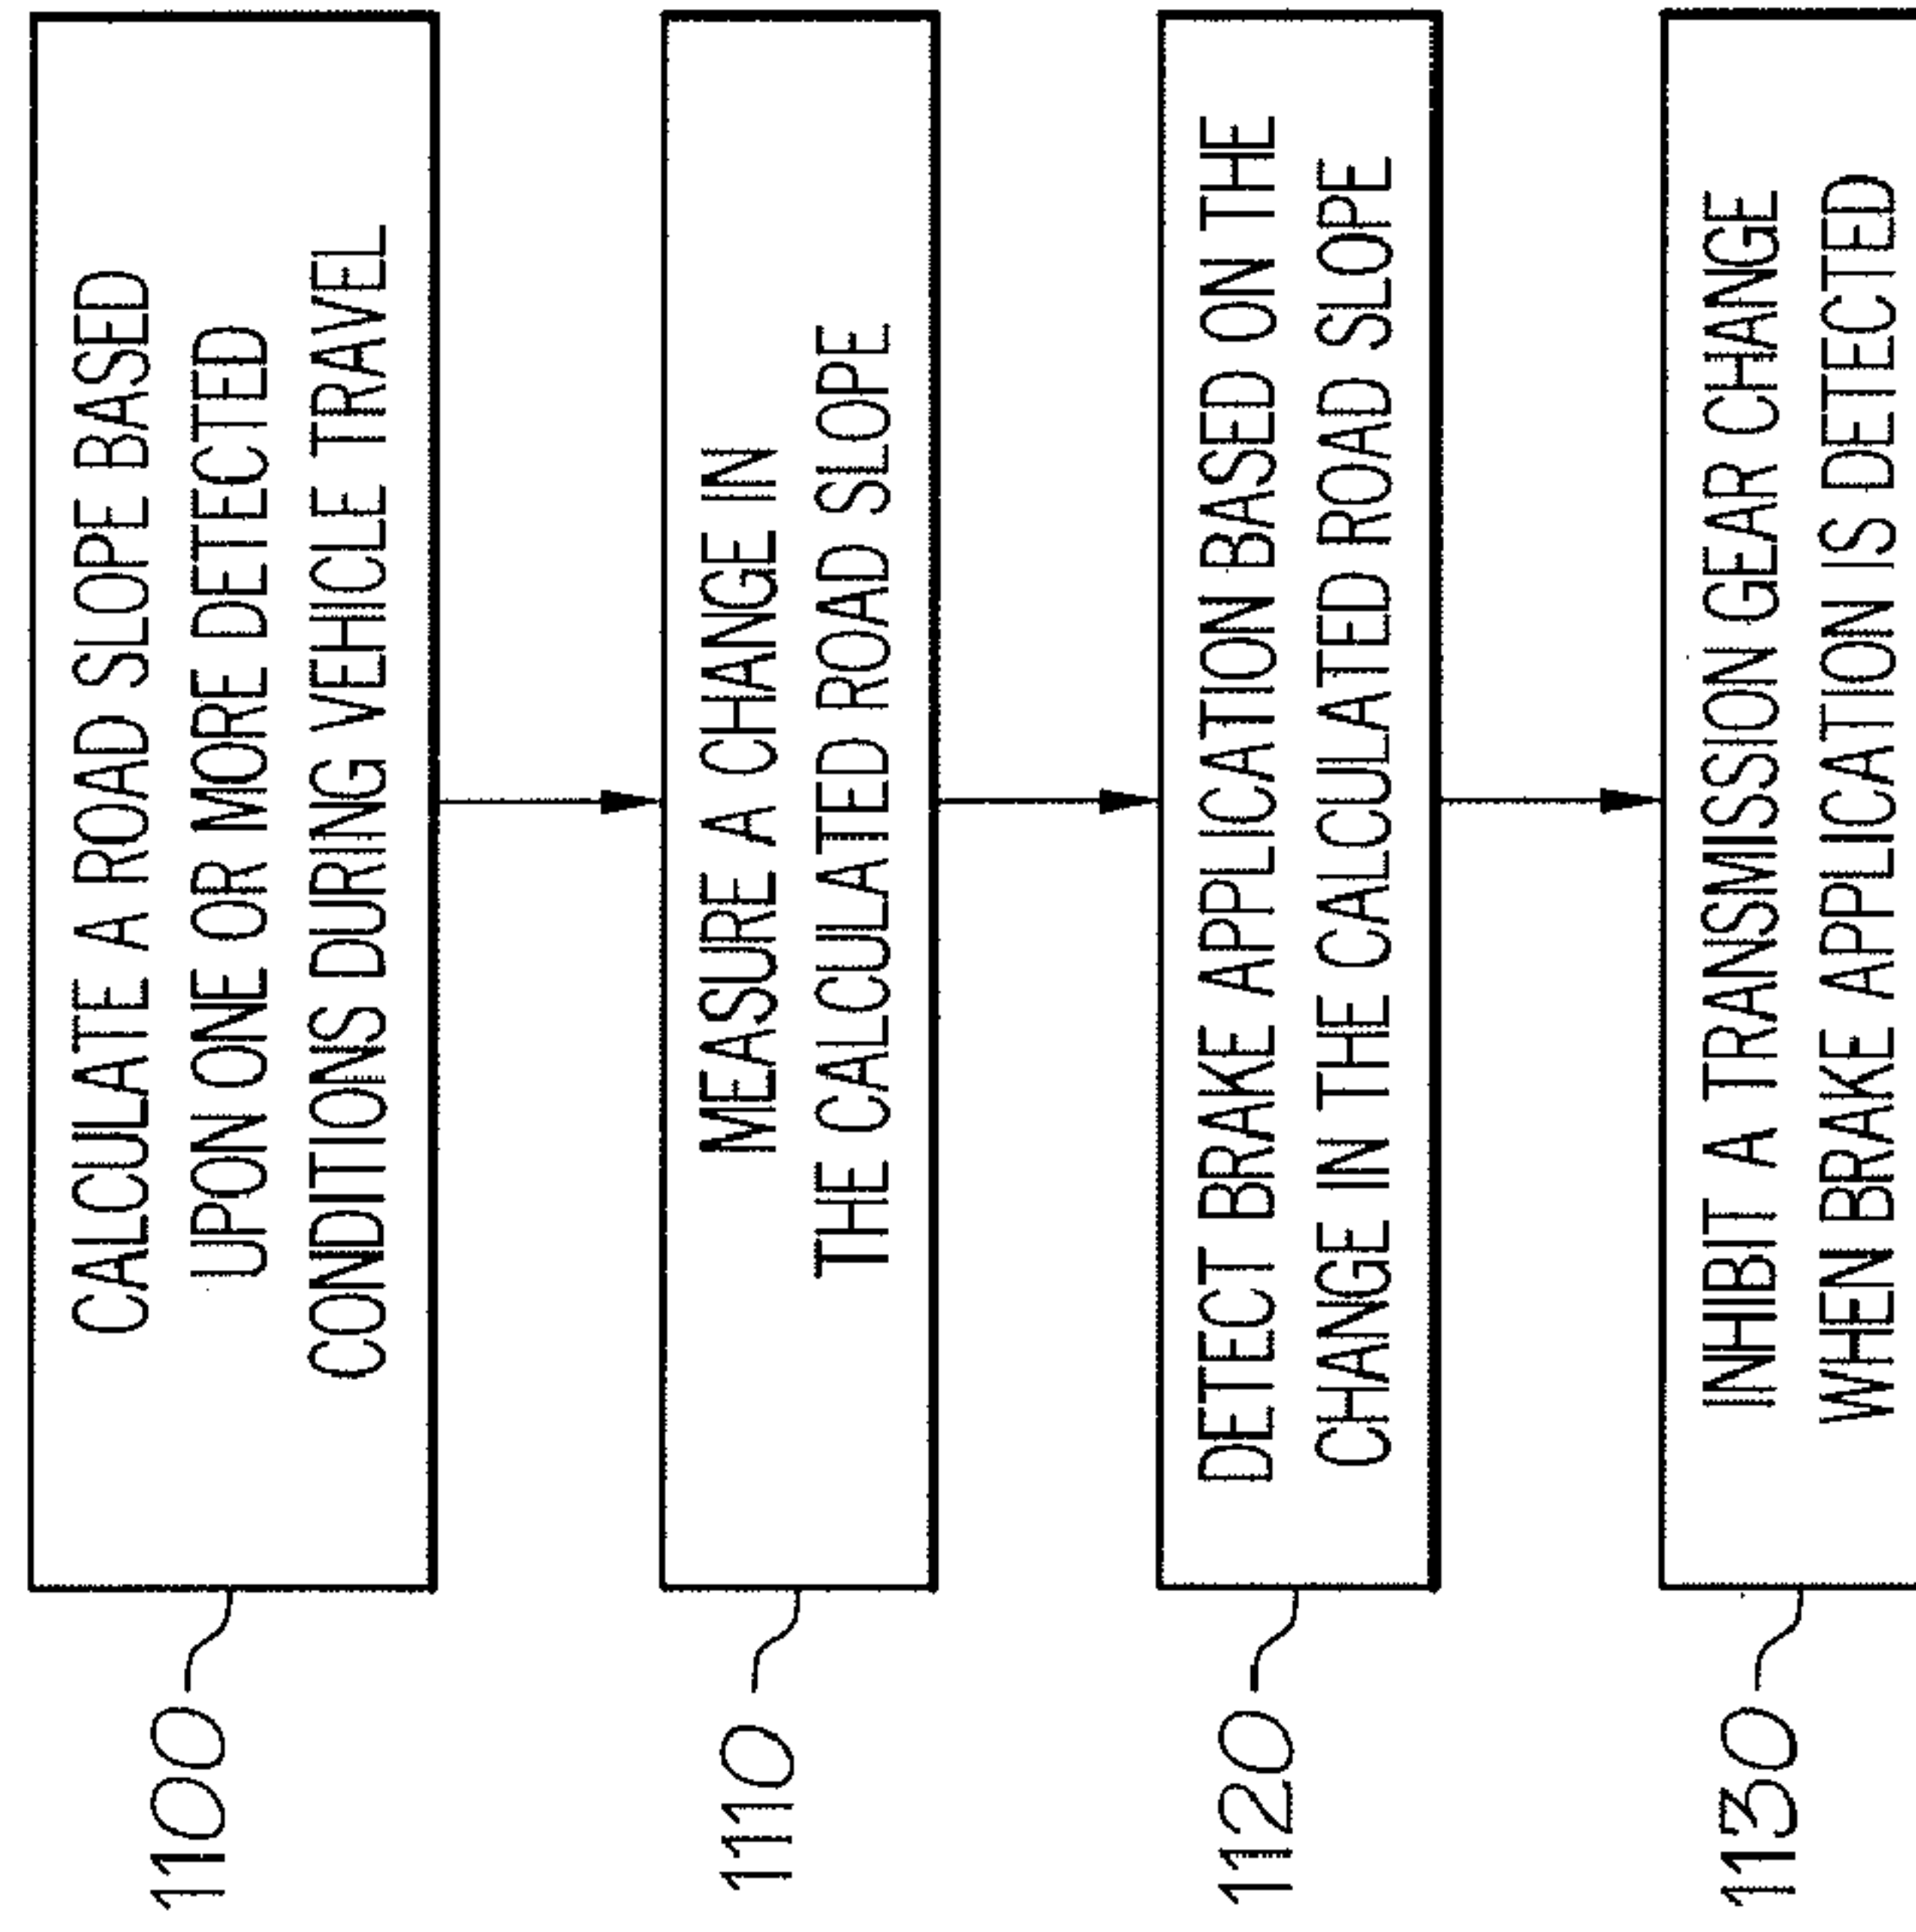 1100
CALCULATE A ROAD SLOPE BASED
UPON ONE OR MORE DETECTED
CONDITIONS DURING VEHICLE TRAVEL
1110
MEASURE A CHANGE IN
THE CALCULATED ROAD SLOPE
1120
DETECT BRAKE APPLICATION BASED ON THE
CHANGE IN THE CALCULATED ROAD SLOPE
1130
INHIBIT A TRANSMISSION GEAR CHANGE
WHEN BRAKE APPLICATION IS DETECTED